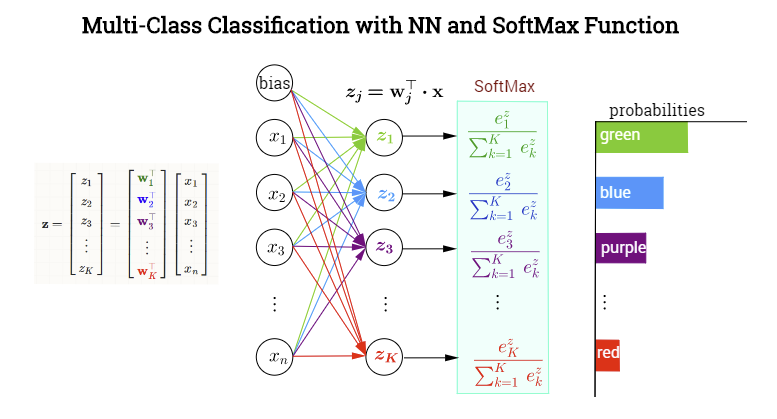 Multi-Class Classification with NN and SoftMax Function
bias
z_j = w_j^⊤ · x
SoftMax
probabilities
x_1
z_1
e_1^z / ∑_{k=1}^K e_k^z
green
z = [z_1 z_2 z_3 ⋮ z_K] = [w_1^⊤ w_2^⊤ w_3^⊤ ⋮ w_K^⊤] [x_1 x_2 x_3 ⋮ x_n]
x_2
z_2
e_2^z / ∑_{k=1}^K e_k^z
blue
x_3
z_3
e_3^z / ∑_{k=1}^K e_k^z
purple
⋮ ⋮ ⋮ ⋮
x_n
z_K
e_K^z / ∑_{k=1}^K e_k^z
red